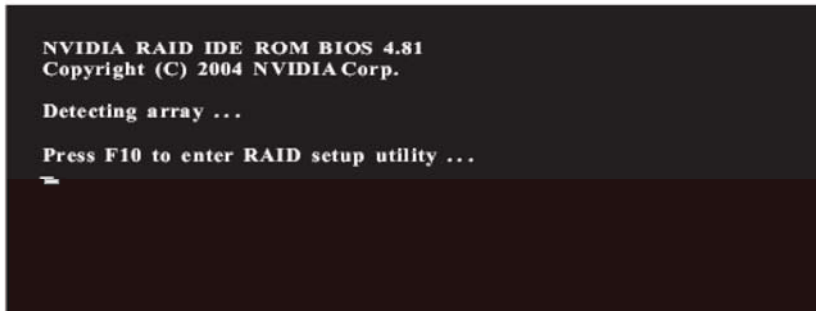 NVIDIA RAID IDE ROM BIOS 4.81
Copyright (C) 2004 NVIDIA Corp.
Detecting array ...
Press F10 to enter RAID setup utility ...